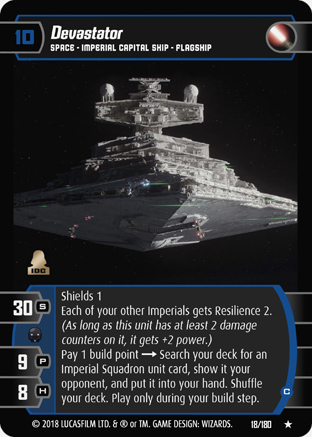 10
Devastator
SPACE - IMPERIAL CAPITAL SHIP - FLAGSHIP
IDC
30 S
9 P
8 H
Shields 1
Each of your other Imperials gets Resilience 2.
(As long as this unit has at least 2 damage
counters on it, it gets +2 power.)
Pay 1 build point → Search your deck for an
Imperial Squadron unit card, show it your
opponent, and put it into your hand. Shuffle
your deck. Play only during your build step.
C
© 2018 LUCASFILM LTD. & ® or TM. GAME DESIGN: WIZARDS.
18/180 ★